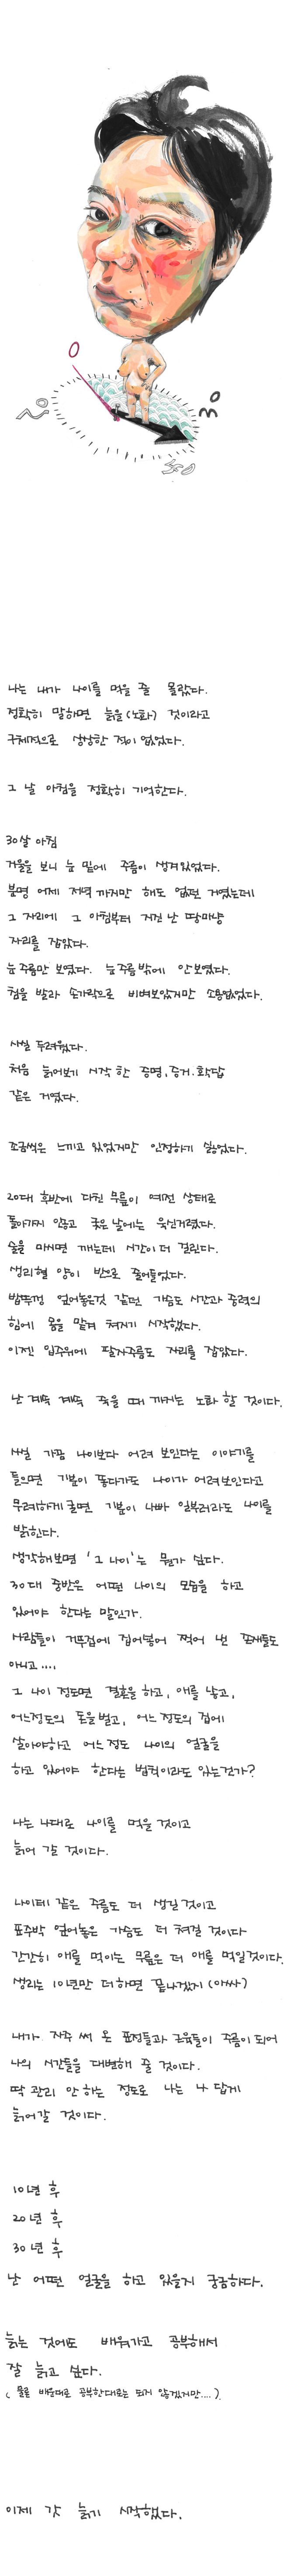 0
20
30
50
나는 내가 나이를 먹을 줄 몰랐다.
정확히 말하면 늙을(노화) 것이라고
구체적으로 상상한 적이 없었다.
그 날 아침을 정확히 기억한다.
30살 아침
거울을 보니 눈 밑에 주름이 생겨있었다.
분명 어제 저녁까지만 해도 없던 거였는데
그 자리에 그 아침부터 거친 난 땅마냥
자리를 잡았다.
눈주름만 보였다. 눈주름밖에 안보였다.
침을 발라 손가락으로 비벼보았지만 소용없었다.
사실 두려웠다.
처음 늙어보기 시작한 증명, 증거. 확답
같은 거였다.
조금씩은 느끼고 있었지만 인정하기 싫었다.
20대 후반에 다친 무릎이 예전 상태로
돌아가지 않고 궂은 날에는 욱신거렸다.
술을 마시면 깨는데 시간이 더 걸린다.
생리혈 양이 반으로 줄어들었다.
밥뚜껑 엎어놓은것 같던 가슴도 시간과 중력의
힘에 몸을 맡겨 쳐지기 시작했다.
이젠 입주위에 팔자주름도 자리를 잡았다.
난 계속 계속 죽을 때 까지는 노화 할 것이다.
사실 가끔 나이보다 어려 보인다는 이야기를
들으면 기분이 좋다가도 나이가 어려보인다고
무례하게 굴면 기분이 나빠 일부러라도 나이를
밝힌다.
생각해보면 '그 나이'는 뭔가 싶다.
30대 중반은 어떤 나이의 모습을 하고
있어야 한다는 말인가.
사람들이 거푸집에 집어넣어 찍어 낸 존재들도
아니고....
그 나이 정도면 결혼을 하고, 애를 낳고,
어느정도의 돈을 벌고, 어느 정도의 집에
살아야하고 어느 정도 나이의 얼굴을
하고 있어야 한다는 법칙이라도 있는건가?
나는 나대로 나이를 먹을 것이고
늙어 갈 것이다.
나이테 같은 주름도 더 생길 것이고
표주박 엎어놓은 가슴도 더 쳐질 것이다
간간히 애를 먹이는 무릎은 더 애를 먹일것이다.
생리는 10년만 더하면 끝나겠지 (아싸)
내가 자주 써 온 표정들과 근육들이 주름이 되어
나의 시간들을 대변해 줄 것이다.
딱 관리 안 하는 정도로 나는 나 답게
늙어갈 것이다.
10년 후
20년 후
30년 후
난 어떤 얼굴을 하고 있을지 궁금하다.
늙는 것에도 배워가고 공부해서
잘 늙고 싶다.
( 물론 배운대로 공부한대로는 되지 않겠지만.... ).
이제 갓 늙기 시작했다.